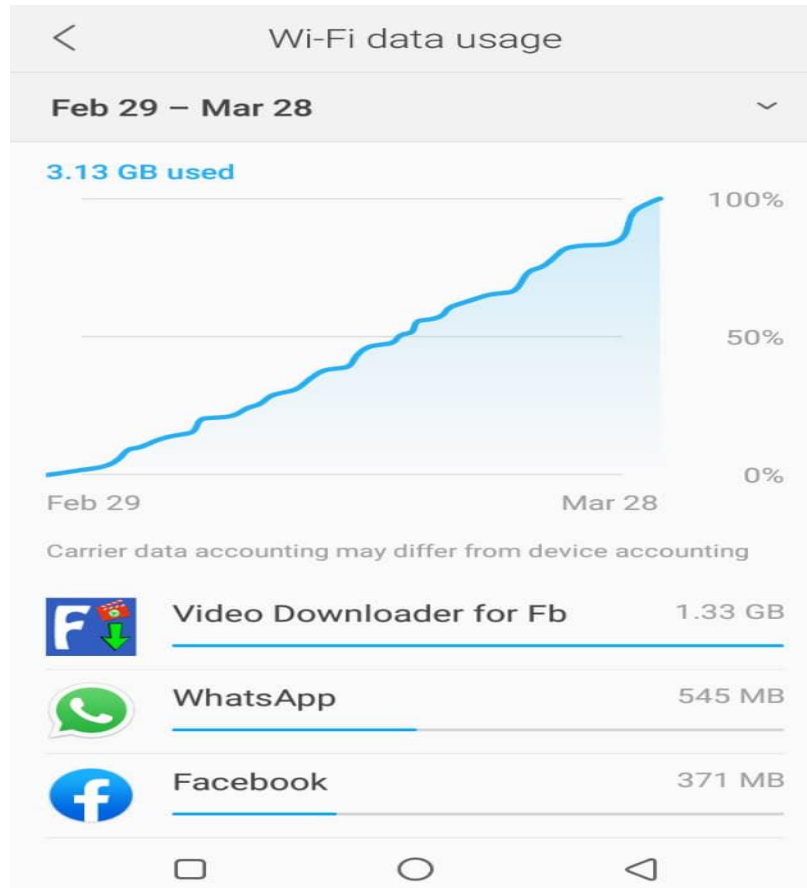 Wi-Fi data usage
Feb 29 – Mar 28
3.13 GB used
100%
50%
0%
Feb 29 Mar 28
Carrier data accounting may differ from device accounting
Video Downloader for Fb 1.33 GB
WhatsApp 545 MB
Facebook 371 MB